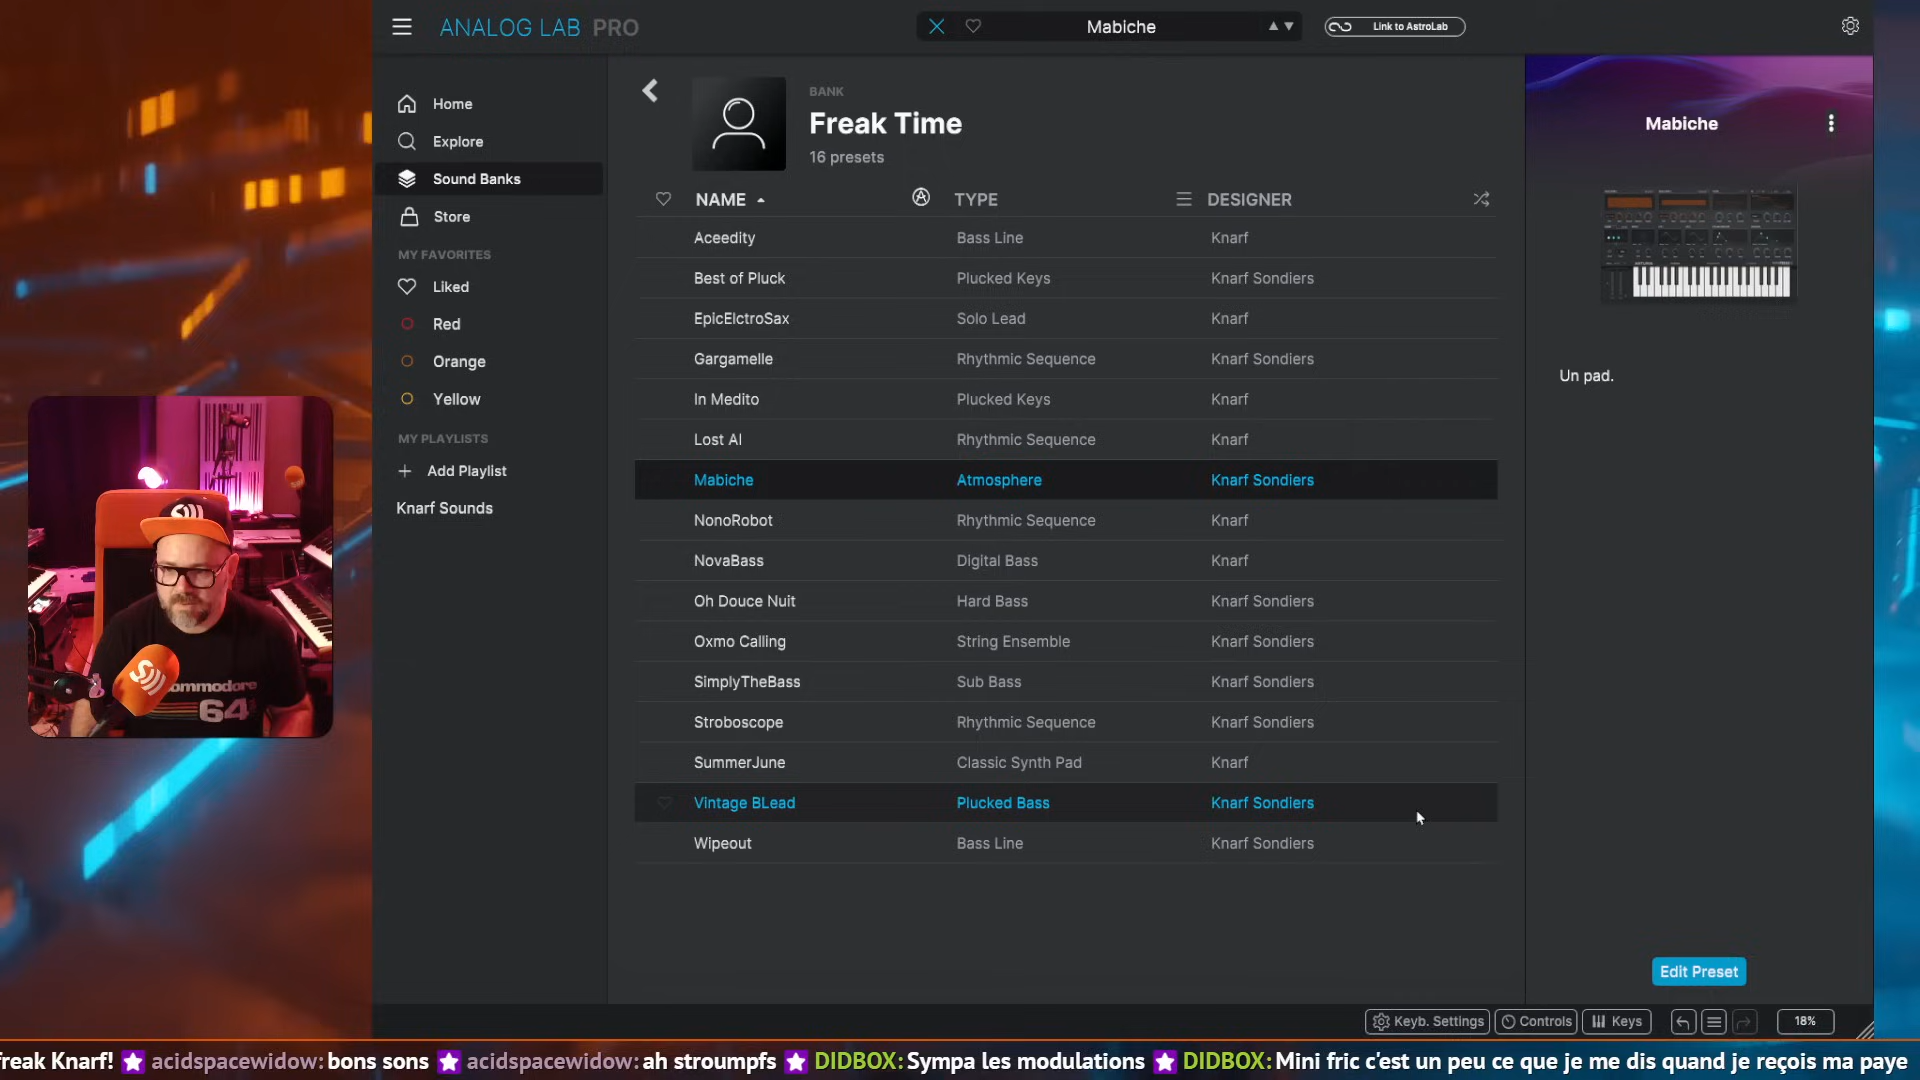 ANALOG LAB PRO
Mabiche
Link to AstroLab
Home
Explore
Sound Banks
Store
MY FAVORITES
Liked
Red
Orange
Yellow
MY PLAYLISTS
Add Playlist
Knarf Sounds
BANK
Freak Time
16 presets
NAME TYPE DESIGNER
Aceedity Bass Line Knarf
Best of Pluck Plucked Keys Knarf Sondiers
EpicElctroSax Solo Lead Knarf
Gargamelle Rhythmic Sequence Knarf Sondiers
In Medito Plucked Keys Knarf
Lost AI Rhythmic Sequence Knarf
Mabiche Atmosphere Knarf Sondiers
NonoRobot Rhythmic Sequence Knarf
NovaBass Digital Bass Knarf
Oh Douce Nuit Hard Bass Knarf Sondiers
Oxmo Calling String Ensemble Knarf Sondiers
SimplyTheBass Sub Bass Knarf Sondiers
Stroboscope Rhythmic Sequence Knarf Sondiers
SummerJune Classic Synth Pad Knarf
Vintage BLead Plucked Bass Knarf Sondiers
Wipeout Bass Line Knarf Sondiers
Mabiche
Un pad.
Edit Preset
Keyb. Settings Controls Keys 18%
ommodore
64
freak Knarf! acidspacewidow: bons sons acidspacewidow: ah stroumpfs DIDBOX: Sympa les modulations DIDBOX: Mini fric c'est un peu ce que je me dis quand je reçois ma paye